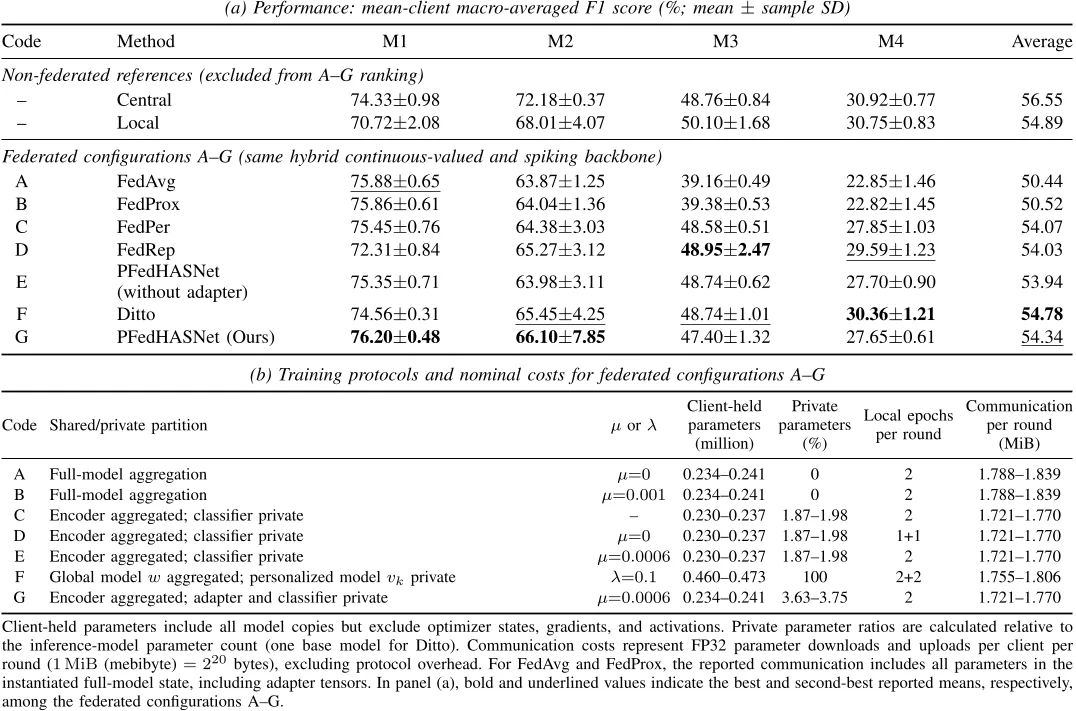 (a) Performance: mean-client macro-averaged F1 score (%; mean ± sample SD)
Code Method M1 M2 M3 M4 Average
Non-federated references (excluded from A–G ranking)
– Central 74.33±0.98 72.18±0.37 48.76±0.84 30.92±0.77 56.55
– Local 70.72±2.08 68.01±4.07 50.10±1.68 30.75±0.83 54.89
Federated configurations A–G (same hybrid continuous-valued and spiking backbone)
A FedAvg 75.88±0.65 63.87±1.25 39.16±0.49 22.85±1.46 50.44
B FedProx 75.86±0.61 64.04±1.36 39.38±0.53 22.82±1.45 50.52
C FedPer 75.45±0.76 64.38±3.03 48.58±0.51 27.85±1.03 54.07
D FedRep 72.31±0.84 65.27±3.12 48.95±2.47 29.59±1.23 54.03
E PFedHASNet (without adapter) 75.35±0.71 63.98±3.11 48.74±0.62 27.70±0.90 53.94
F Ditto 74.56±0.31 65.45±4.25 48.74±1.01 30.36±1.21 54.78
G PFedHASNet (Ours) 76.20±0.48 66.10±7.85 47.40±1.32 27.65±0.61 54.34
(b) Training protocols and nominal costs for federated configurations A–G
Code Shared/private partition μ or λ Client-held parameters (million) Private parameters (%) Local epochs per round Communication per round (MiB)
A Full-model aggregation μ=0 0.234–0.241 0 2 1.788–1.839
B Full-model aggregation μ=0.001 0.234–0.241 0 2 1.788–1.839
C Encoder aggregated; classifier private – 0.230–0.237 1.87–1.98 2 1.721–1.770
D Encoder aggregated; classifier private μ=0 0.230–0.237 1.87–1.98 1+1 1.721–1.770
E Encoder aggregated; classifier private μ=0.0006 0.230–0.237 1.87–1.98 2 1.721–1.770
F Global model w aggregated; personalized model vk private λ=0.1 0.460–0.473 100 2+2 1.755–1.806
G Encoder aggregated; adapter and classifier private μ=0.0006 0.234–0.241 3.63–3.75 2 1.721–1.770
Client-held parameters include all model copies but exclude optimizer states, gradients, and activations. Private parameter ratios are calculated relative to
the inference-model parameter count (one base model for Ditto). Communication costs represent FP32 parameter downloads and uploads per client per
round (1 MiB (mebibyte) = 2^20 bytes), excluding protocol overhead. For FedAvg and FedProx, the reported communication includes all parameters in the
instantiated full-model state, including adapter tensors. In panel (a), bold and underlined values indicate the best and second-best reported means, respectively,
among the federated configurations A–G.